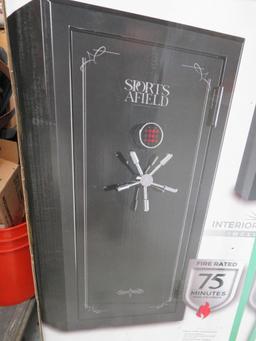 SPORTS
AFIELD
INTERIOR
FIRE RATED
75
MINUTES